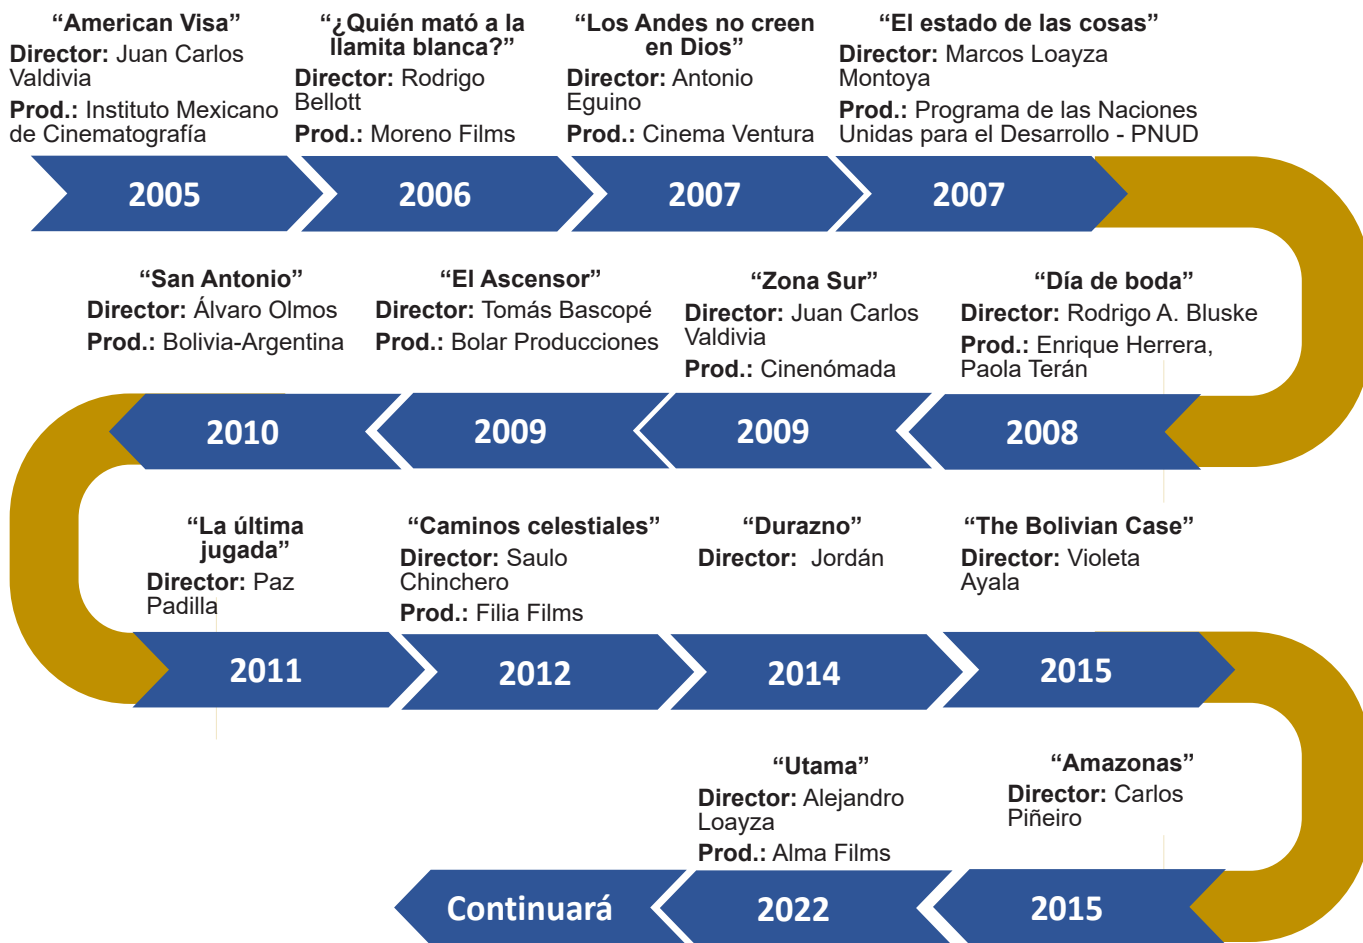 “American Visa”
Director: Juan Carlos
Valdivia
Prod.: Instituto Mexicano
de Cinematografía
2005
“¿Quién mató a la
llamita blanca?”
Director: Rodrigo
Bellott
Prod.: Moreno Films
2006
“Los Andes no creen
en Dios”
Director: Antonio
Eguino
Prod.: Cinema Ventura
2007
“El estado de las cosas”
Director: Marcos Loayza
Montoya
Prod.: Programa de las Naciones
Unidas para el Desarrollo - PNUD
2007
“Día de boda”
Director: Rodrigo A. Bluske
Prod.: Enrique Herrera,
Paola Terán
2008
“Zona Sur”
Director: Juan Carlos
Valdivia
Prod.: Cinenómada
2009
“El Ascensor”
Director: Tomás Bascopé
Prod.: Bolar Producciones
2009
“San Antonio”
Director: Álvaro Olmos
Prod.: Bolivia-Argentina
2010
“La última
jugada”
Director: Paz
Padilla
2011
“Caminos celestiales”
Director: Saulo
Chinchero
Prod.: Filia Films
2012
“Durazno”
Director: Jordán
2014
“The Bolivian Case”
Director: Violeta
Ayala
2015
“Amazonas”
Director: Carlos
Piñeiro
2015
“Utama”
Director: Alejandro
Loayza
Prod.: Alma Films
2022
Continuará